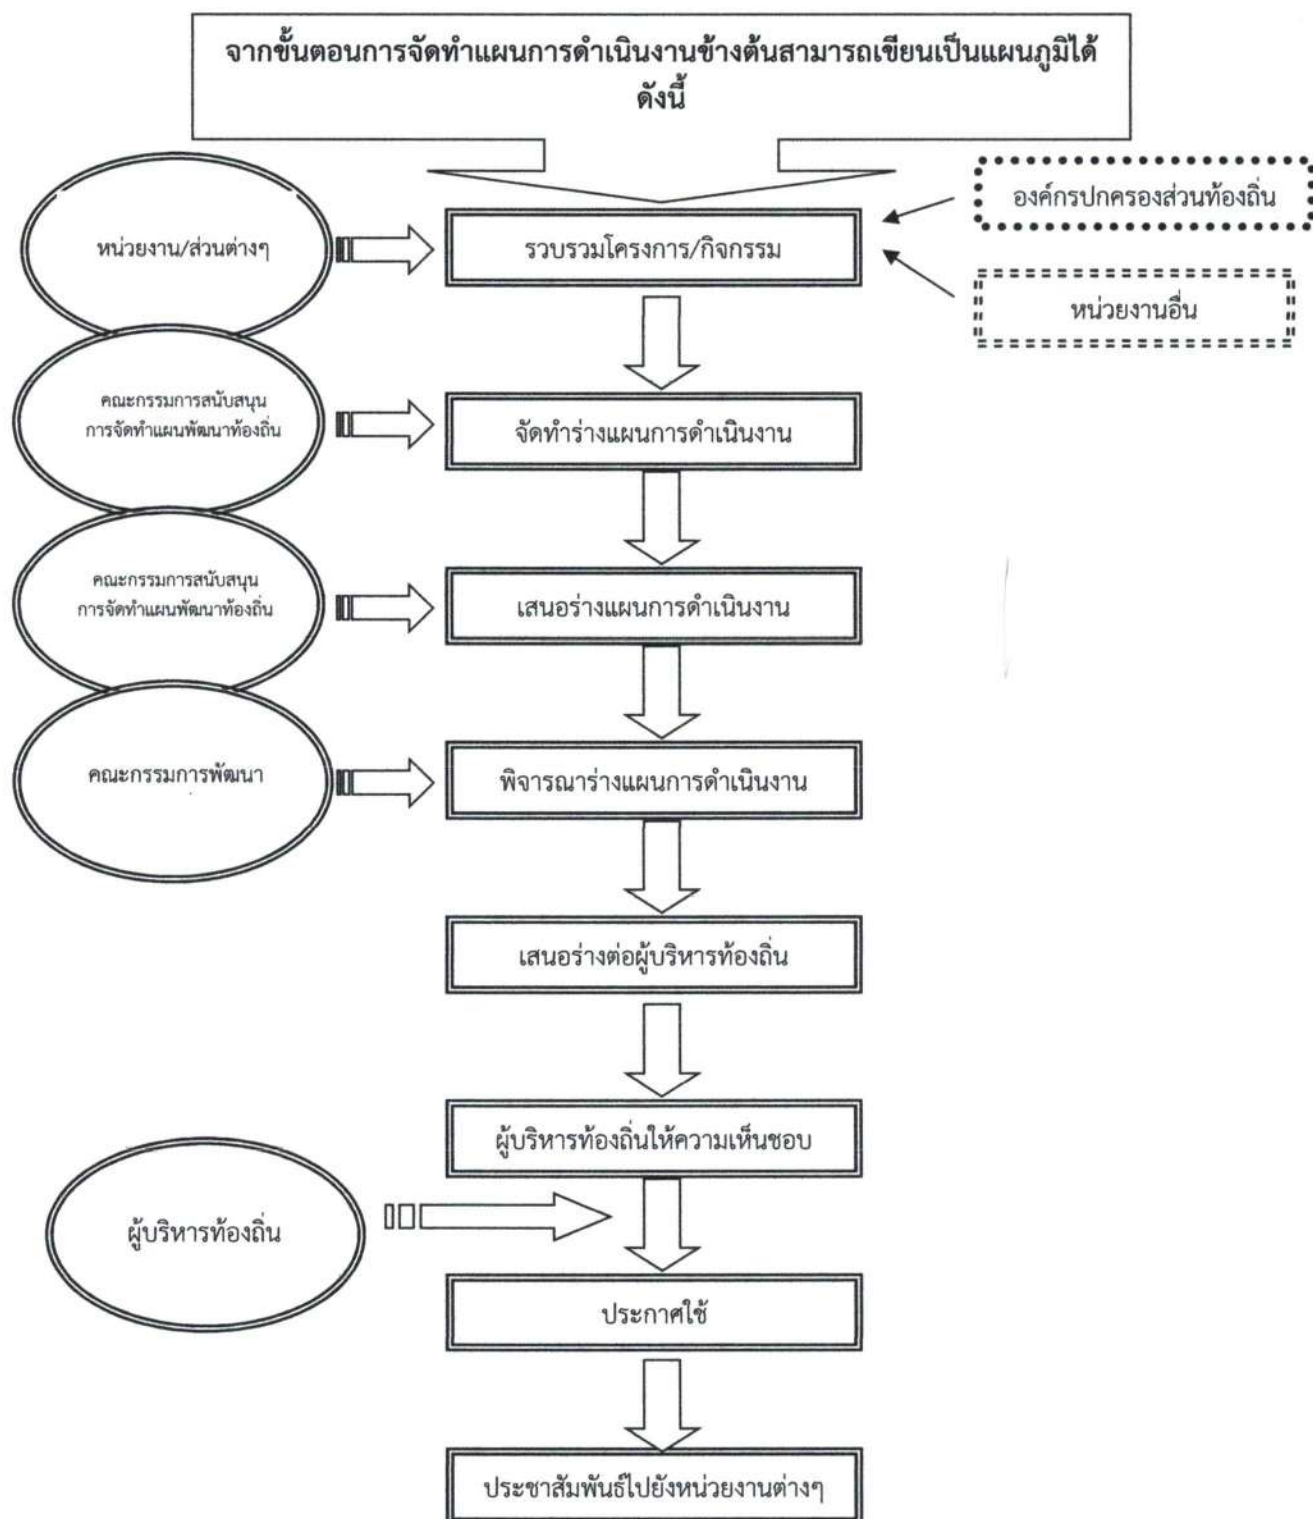 จากขั้นตอนการจัดทำแผนการดำเนินงานข้างต้นสามารถเขียนเป็นแผนภูมิได้
ดังนี้
องค์กรปกครองส่วนท้องถิ่น
หน่วยงาน/ส่วนต่างๆ
รวบรวมโครงการ/กิจกรรม
หน่วยงานอื่น
คณะกรรมการสนับสนุน
การจัดทำแผนพัฒนาท้องถิ่น
จัดทำร่างแผนการดำเนินงาน
คณะกรรมการสนับสนุน
การจัดทำแผนพัฒนาท้องถิ่น
เสนอร่างแผนการดำเนินงาน
คณะกรรมการพัฒนา
พิจารณาร่างแผนการดำเนินงาน
เสนอร่างต่อผู้บริหารท้องถิ่น
ผู้บริหารท้องถิ่นให้ความเห็นชอบ
ผู้บริหารท้องถิ่น
ประกาศใช้
ประชาสัมพันธ์ไปยังหน่วยงานต่างๆ